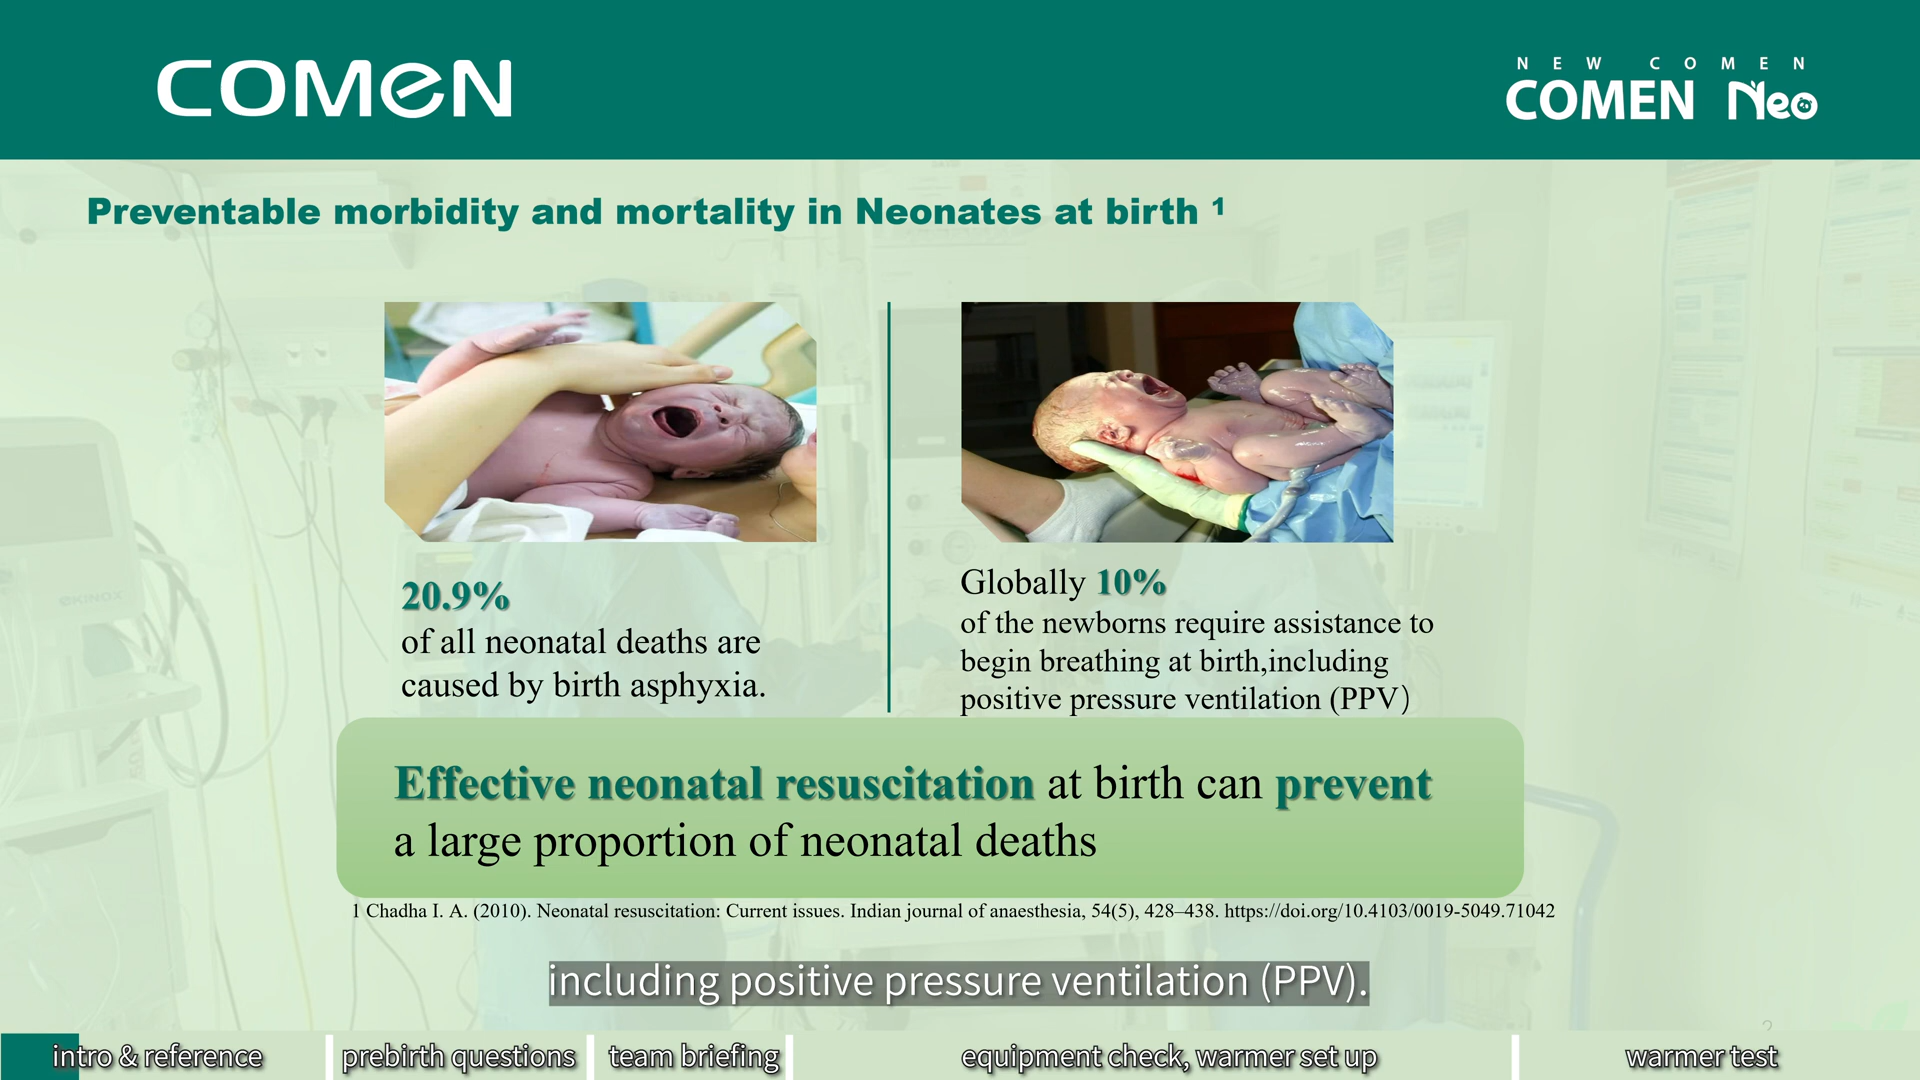 COMEN
NEW COMEN
COMEN Neo
Preventable morbidity and mortality in Neonates at birth 1
20.9%
of all neonatal deaths are
caused by birth asphyxia.
Globally 10%
of the newborns require assistance to
begin breathing at birth,including
positive pressure ventilation (PPV)
Effective neonatal resuscitation at birth can prevent
a large proportion of neonatal deaths
1 Chadha I. A. (2010). Neonatal resuscitation: Current issues. Indian journal of anaesthesia, 54(5), 428–438. https://doi.org/10.4103/0019-5049.71042
including positive pressure ventilation (PPV).
2
intro & reference
prebirth questions
team briefing
equipment check, warmer set up
warmer test